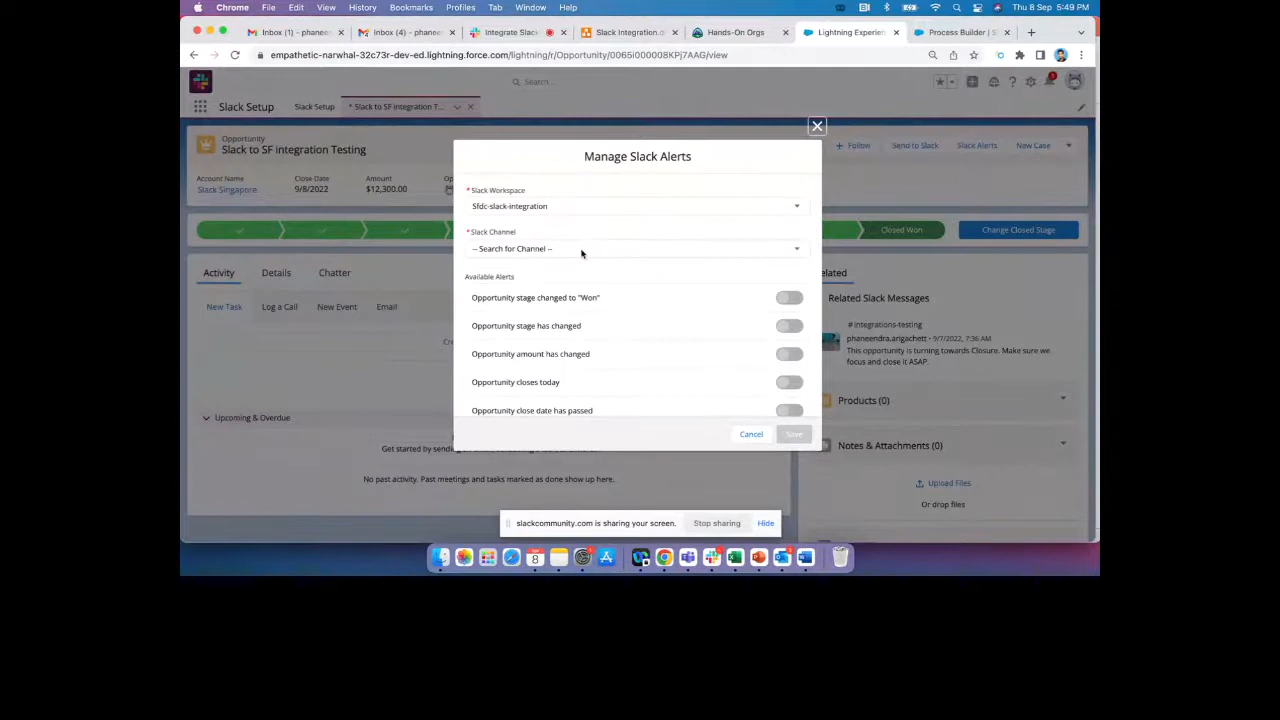 Chrome File Edit View History Bookmarks Profiles Tab Window Help
Thu 8 Sep 5:49 PM
Inbox (1) - phaneen
Inbox (4) - phanee
Integrate Slack
Slack Integration.d
Hands-On Orgs
Lightning Experien
Process Builder | S
empathetic-narwhal-32c73r-dev-ed.lightning.force.com/lightning/r/Opportunity/0065i000008KPj7AAG/view
Search...
Slack Setup
Slack Setup
* Slack to SF integration T...
Opportunity
Slack to SF integration Testing
Follow
Send to Slack
Slack Alerts
New Case
Account Name
Close Date
Amount
Slack Singapore
9/8/2022
$12,300.00
Closed Won
Change Closed Stage
Manage Slack Alerts
* Slack Workspace
Sfdc-slack-integration
* Slack Channel
-- Search for Channel --
Available Alerts
Opportunity stage changed to "Won"
Opportunity stage has changed
Opportunity amount has changed
Opportunity closes today
Opportunity close date has passed
Cancel
Save
Activity
Details
Chatter
New Task
Log a Call
New Event
Email
Upcoming & Overdue
No past activity. Past meetings and tasks marked as done show up here.
elated
Related Slack Messages
# integrations-testing
phaneendra.arigachett • 9/7/2022, 7:36 AM
This opportunity is turning towards Closure. Make sure we
focus and close it ASAP.
Products (0)
Notes & Attachments (0)
Upload Files
Or drop files
slackcommunity.com is sharing your screen.
Stop sharing
Hide